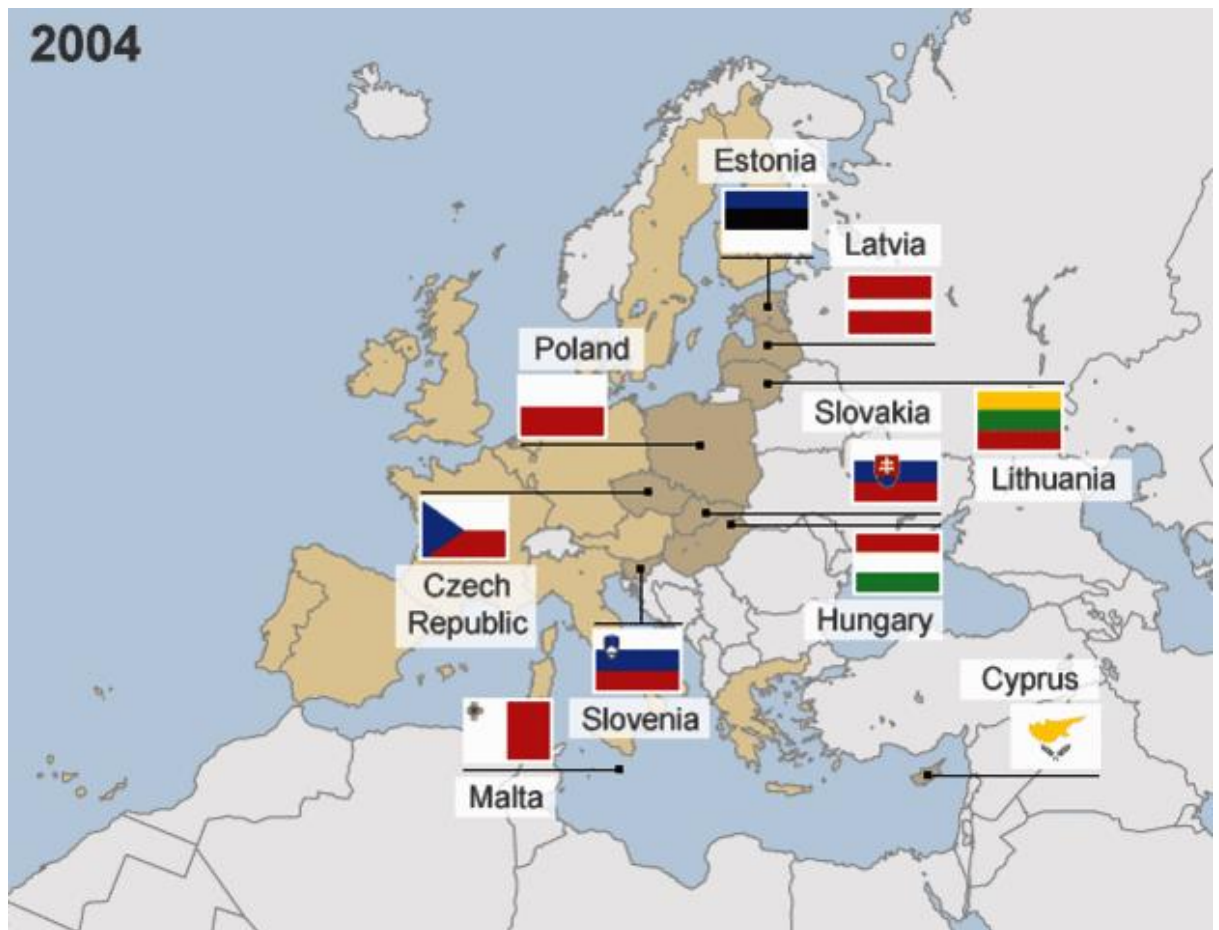 2004
Estonia
Latvia
Poland
Slovakia
Lithuania
Czech
Republic
Hungary
Cyprus
Slovenia
Malta